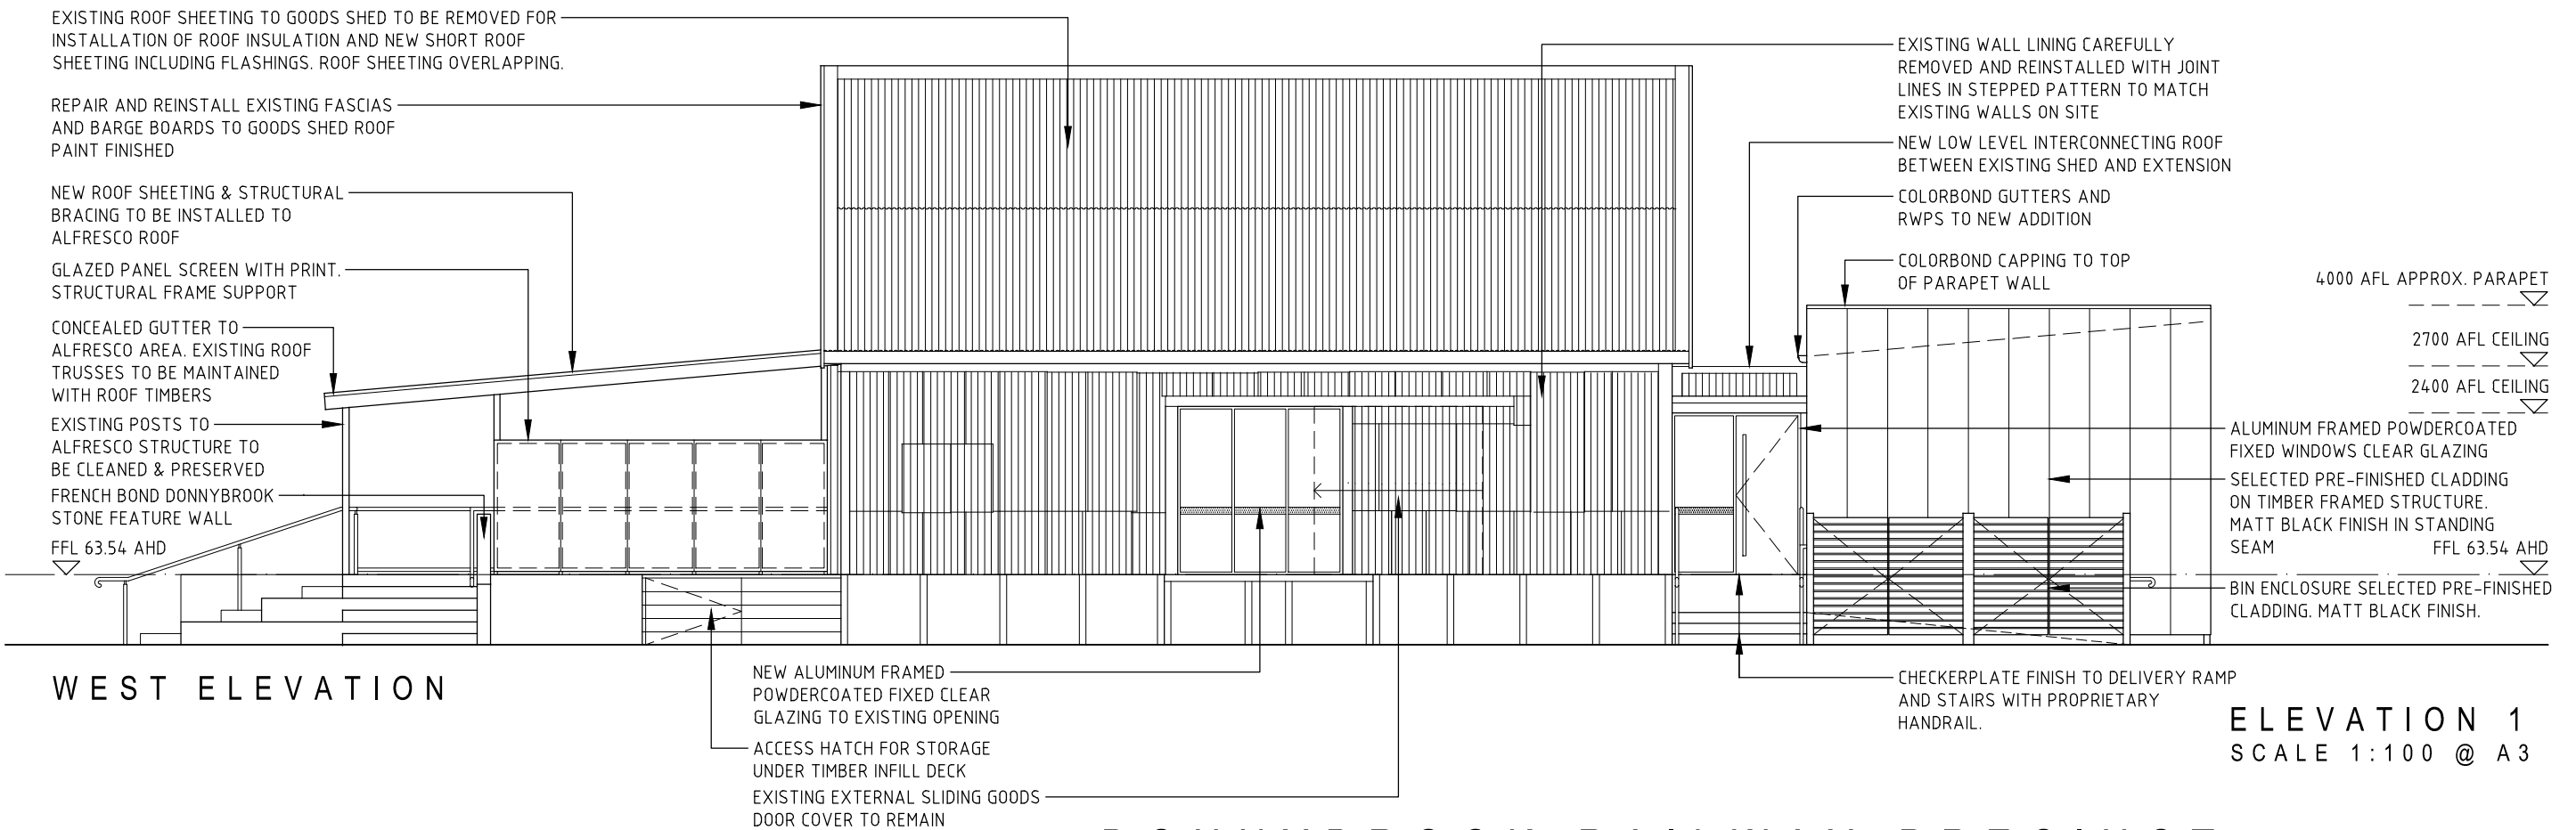 EXISTING ROOF SHEETING TO GOODS SHED TO BE REMOVED FOR
INSTALLATION OF ROOF INSULATION AND NEW SHORT ROOF
SHEETING INCLUDING FLASHINGS. ROOF SHEETING OVERLAPPING.
REPAIR AND REINSTALL EXISTING FASCIAS
AND BARGE BOARDS TO GOODS SHED ROOF
PAINT FINISHED
NEW ROOF SHEETING & STRUCTURAL
BRACING TO BE INSTALLED TO
ALFRESCO ROOF
GLAZED PANEL SCREEN WITH PRINT.
STRUCTURAL FRAME SUPPORT
CONCEALED GUTTER TO
ALFRESCO AREA. EXISTING ROOF
TRUSSES TO BE MAINTAINED
WITH ROOF TIMBERS
EXISTING POSTS TO
ALFRESCO STRUCTURE TO
BE CLEANED & PRESERVED
FRENCH BOND DONNYBROOK
STONE FEATURE WALL
FFL 63.54 AHD
EXISTING WALL LINING CAREFULLY
REMOVED AND REINSTALLED WITH JOINT
LINES IN STEPPED PATTERN TO MATCH
EXISTING WALLS ON SITE
NEW LOW LEVEL INTERCONNECTING ROOF
BETWEEN EXISTING SHED AND EXTENSION
COLORBOND GUTTERS AND
RWPS TO NEW ADDITION
COLORBOND CAPPING TO TOP
OF PARAPET WALL
4000 AFL APPROX. PARAPET
2700 AFL CEILING
2400 AFL CEILING
ALUMINUM FRAMED POWDERCOATED
FIXED WINDOWS CLEAR GLAZING
SELECTED PRE-FINISHED CLADDING
ON TIMBER FRAMED STRUCTURE.
MATT BLACK FINISH IN STANDING
SEAM
FFL 63.54 AHD
BIN ENCLOSURE SELECTED PRE-FINISHED
CLADDING. MATT BLACK FINISH.
WEST ELEVATION
NEW ALUMINUM FRAMED
POWDERCOATED FIXED CLEAR
GLAZING TO EXISTING OPENING
ACCESS HATCH FOR STORAGE
UNDER TIMBER INFILL DECK
EXISTING EXTERNAL SLIDING GOODS
DOOR COVER TO REMAIN
CHECKERPLATE FINISH TO DELIVERY RAMP
AND STAIRS WITH PROPRIETARY
HANDRAIL.
ELEVATION 1
SCALE 1:100 @ A3